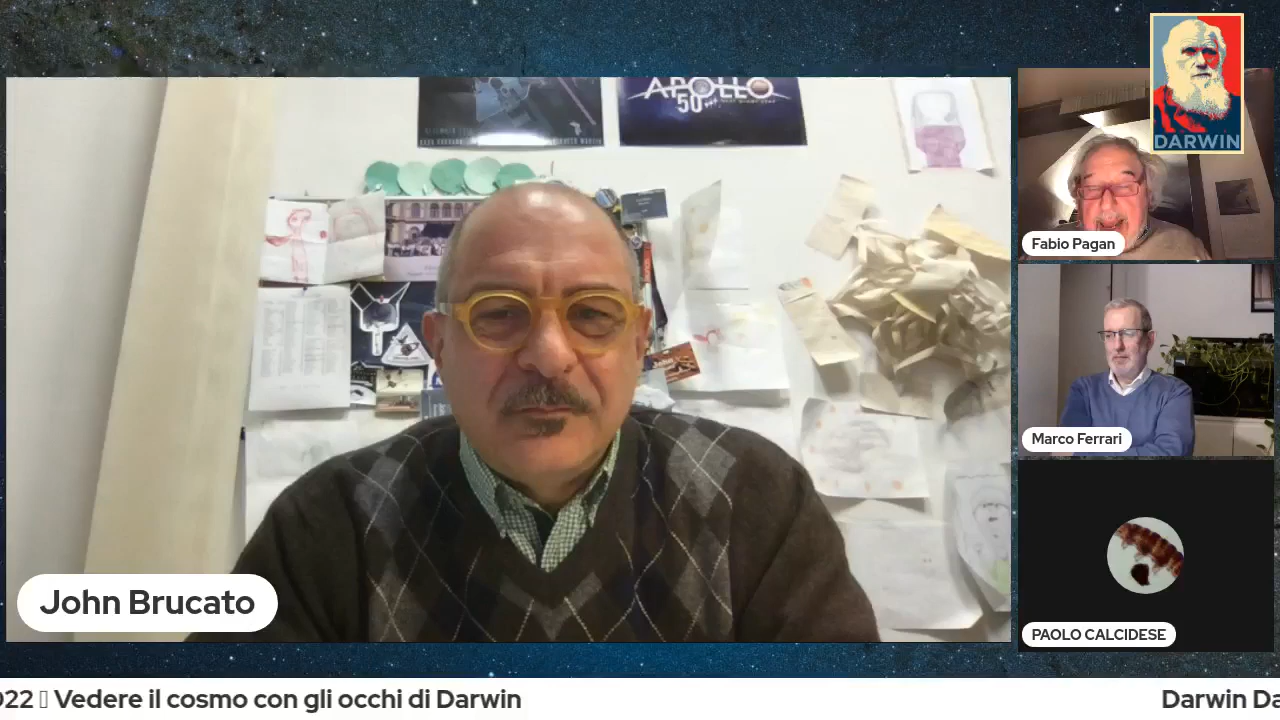 APOLLO
50
DARWIN
Fabio Pagan
Marco Ferrari
PAOLO CALCIDESE
John Brucato
022 Vedere il cosmo con gli occhi di Darwin
Darwin Da